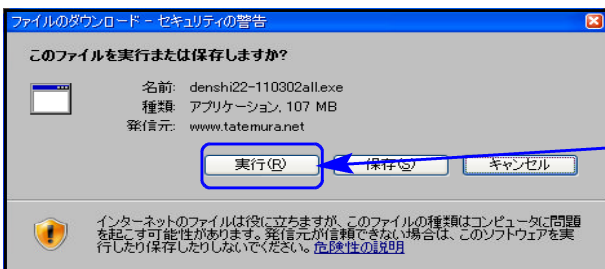 ファイルのダウンロード - セキュリティの警告
このファイルを実行または保存しますか?
名前: denshi22-110302all.exe
種類: アプリケーション, 107 MB
発信元: www.tatemura.net
実行(R) 保存(S) キャンセル
インターネットのファイルは役に立ちますが、このファイルの種類はコンピュータに問題
を起こす可能性があります。発信元が信頼できない場合は、このソフトウェアを実
行したり保存したりしないでください。危険性の説明